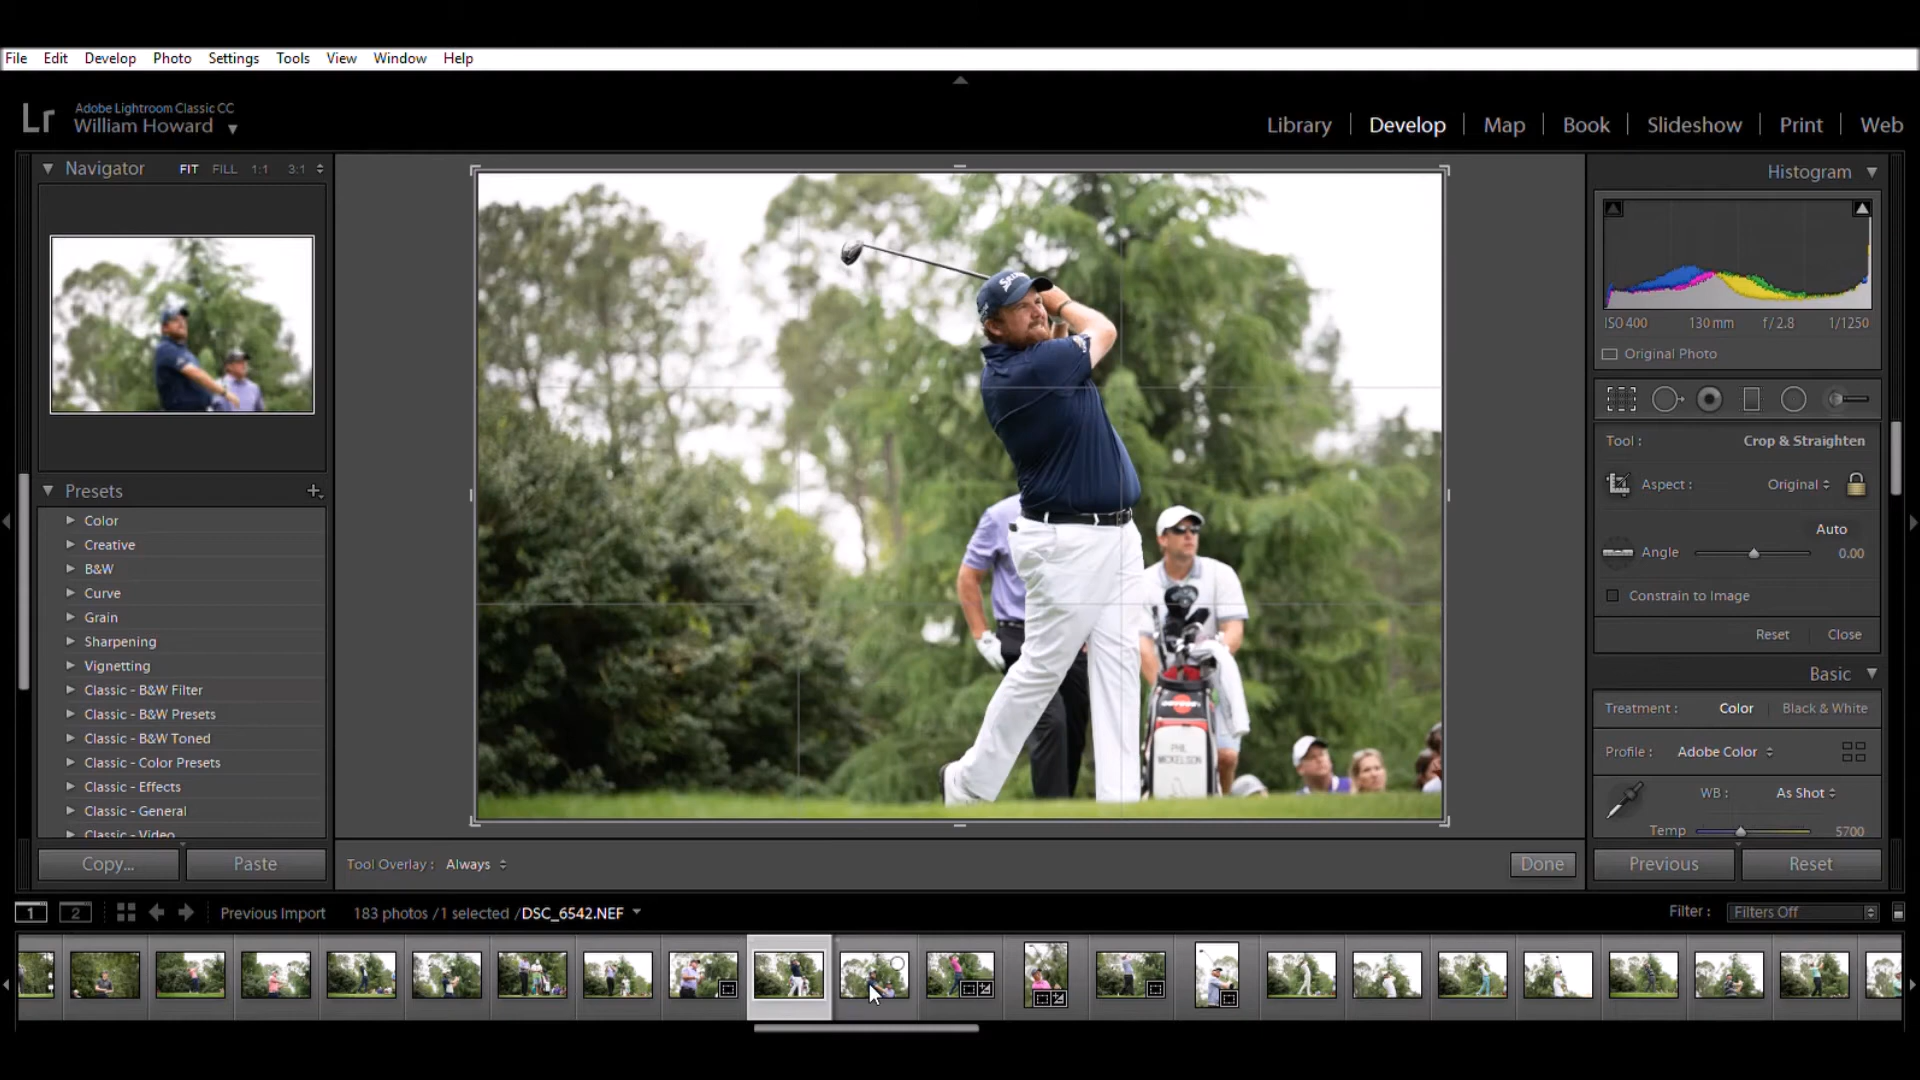 File Edit Develop Photo Settings Tools View Window Help
Lr
Adobe Lightroom Classic CC
William Howard
Library Develop Map Book Slideshow Print Web
Navigator FIT FILL 1:1 3:1
Presets
Color
Creative
B&W
Curve
Grain
Sharpening
Vignetting
Classic - B&W Filter
Classic - B&W Presets
Classic - B&W Toned
Classic - Color Presets
Classic - Effects
Classic - General
Classic - Video
Copy... Paste
PHIL
MICKELSON
Tool Overlay : Always Done
Histogram
ISO 400 130 mm f / 2.8 1/1250
Original Photo
Tool : Crop & Straighten
Aspect : Original
Auto
Angle 0.00
Constrain to Image
Reset Close
Basic
Treatment : Color Black & White
Profile : Adobe Color
WB : As Shot
Temp 5700
Previous Reset
1 2 Previous Import 183 photos / 1 selected / DSC_6542.NEF Filter : Filters Off